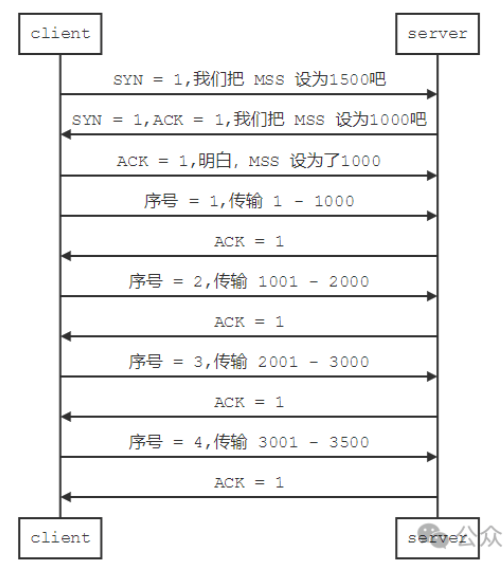 client server
SYN = 1,我们把 MSS 设为1500吧
SYN = 1,ACK = 1,我们把 MSS 设为1000吧
ACK = 1,明白, MSS 设为了1000
序号 = 1,传输 1 - 1000
ACK = 1
序号 = 2,传输 1001 - 2000
ACK = 1
序号 = 3,传输 2001 - 3000
ACK = 1
序号 = 4,传输 3001 - 3500
ACK = 1
client server
公众